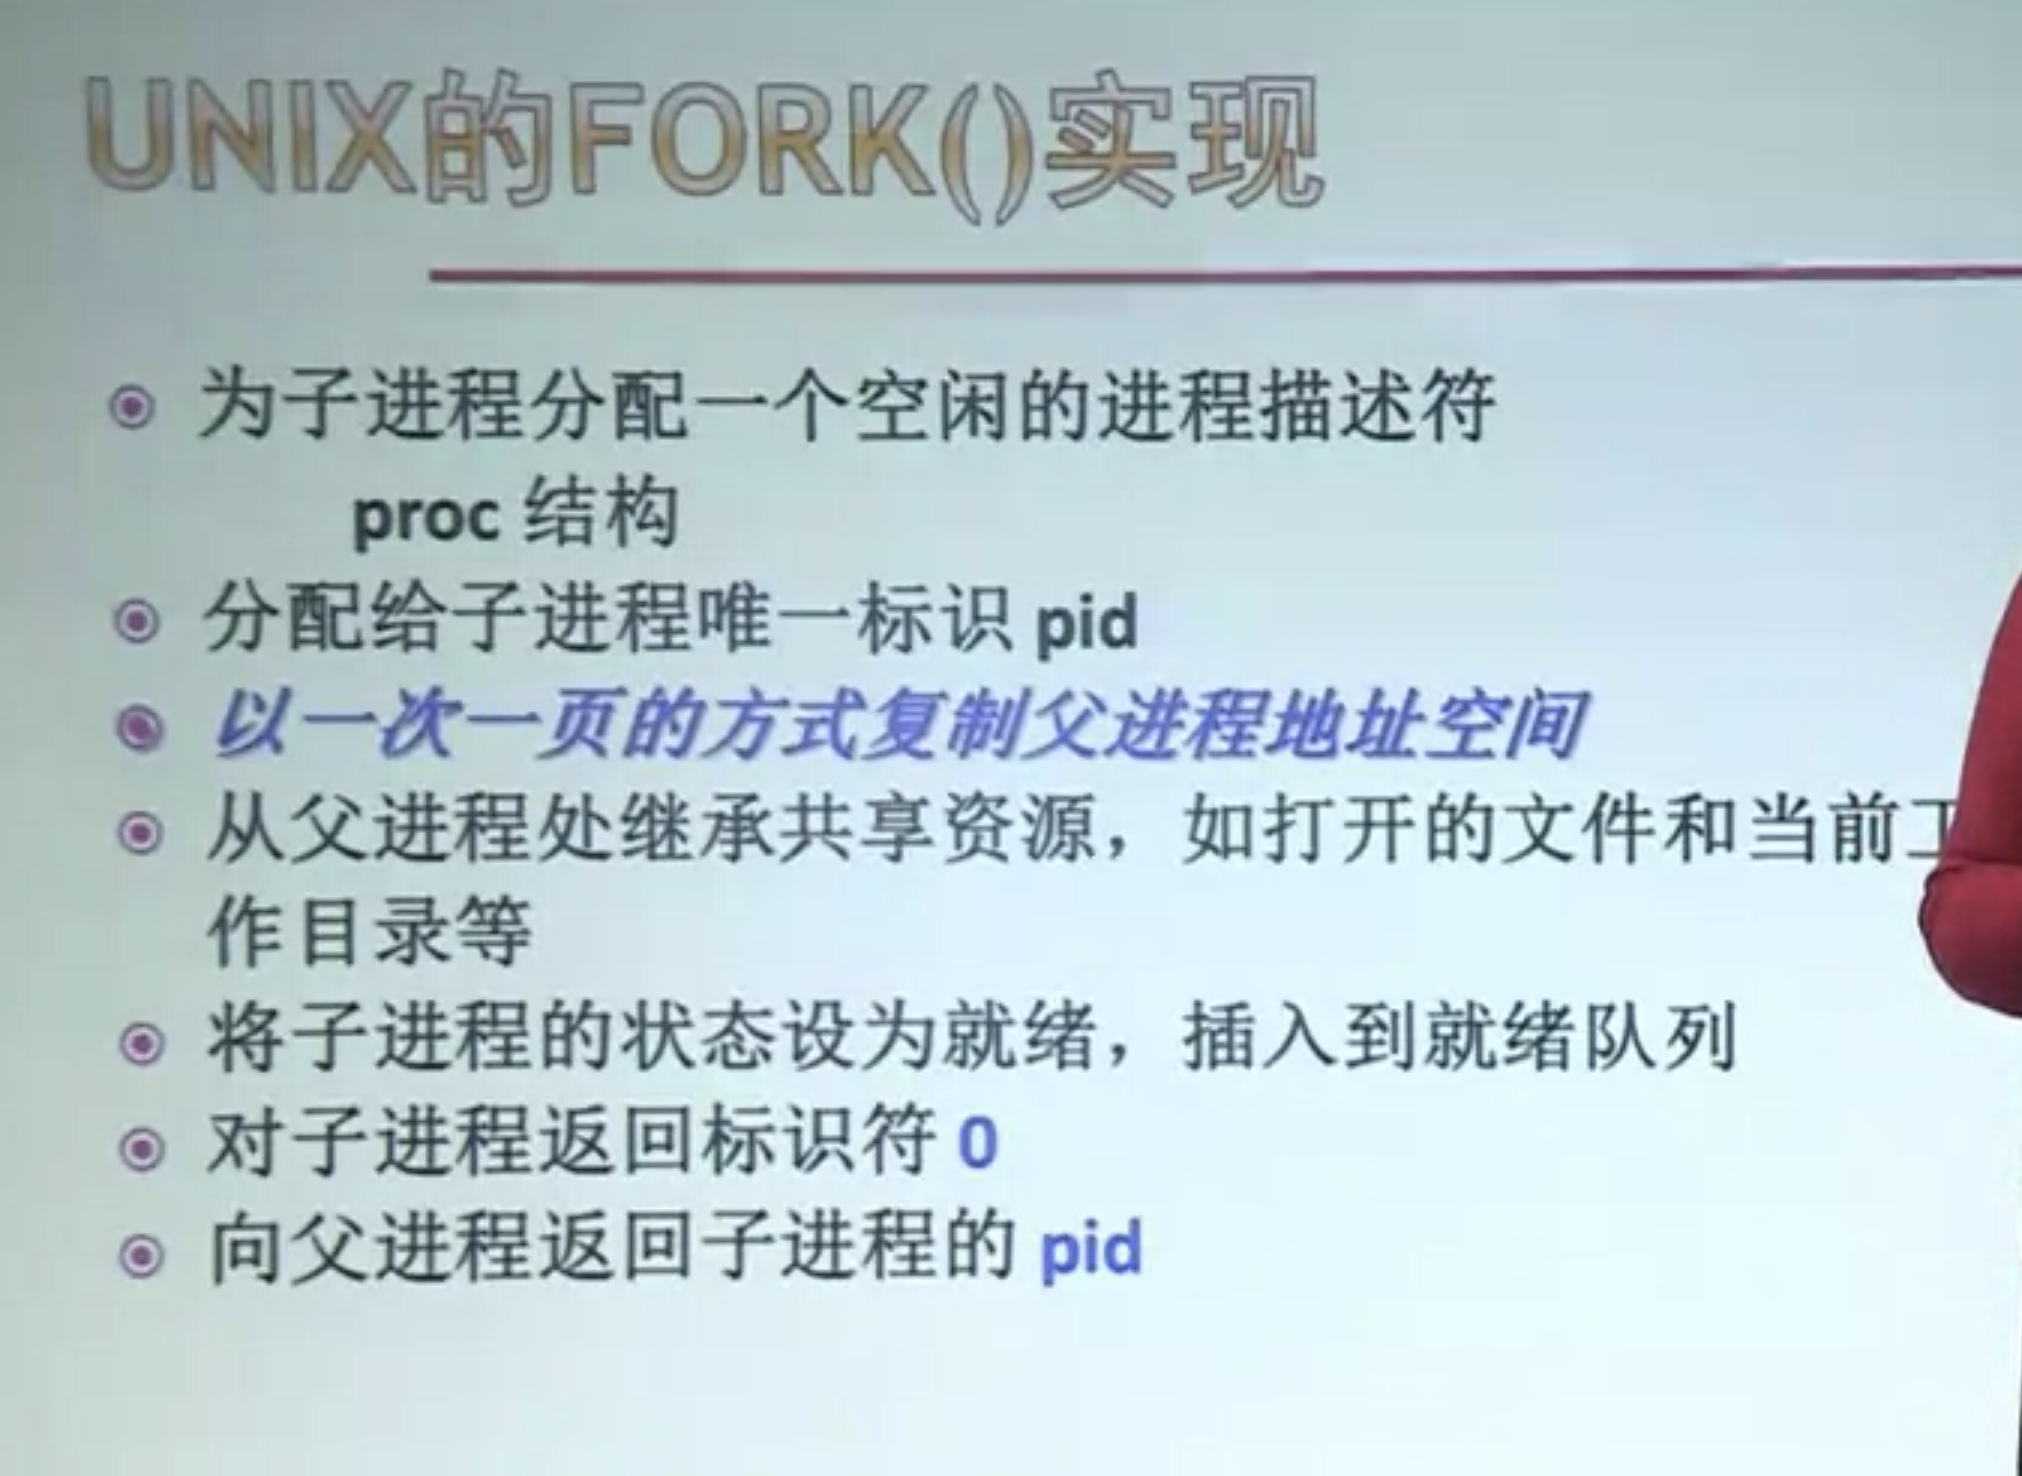 UNIX的FORK()实现
为子进程分配一个空闲的进程描述符
proc 结构
分配给子进程唯一标识 pid
以一次一页的方式复制父进程地址空间
从父进程处继承共享资源，如打开的文件和当前工
作目录等
将子进程的状态设为就绪，插入到就绪队列
对子进程返回标识符 0
向父进程返回子进程的 pid